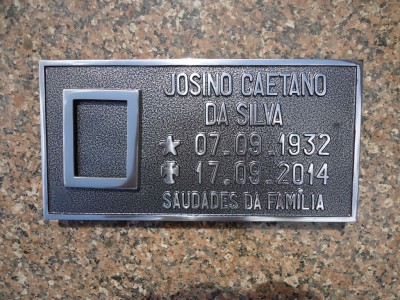 JOSINO CAETANO
DA SILVA
07.09.1932
17.09.2014
SAUDADES DA FAMÍLIA